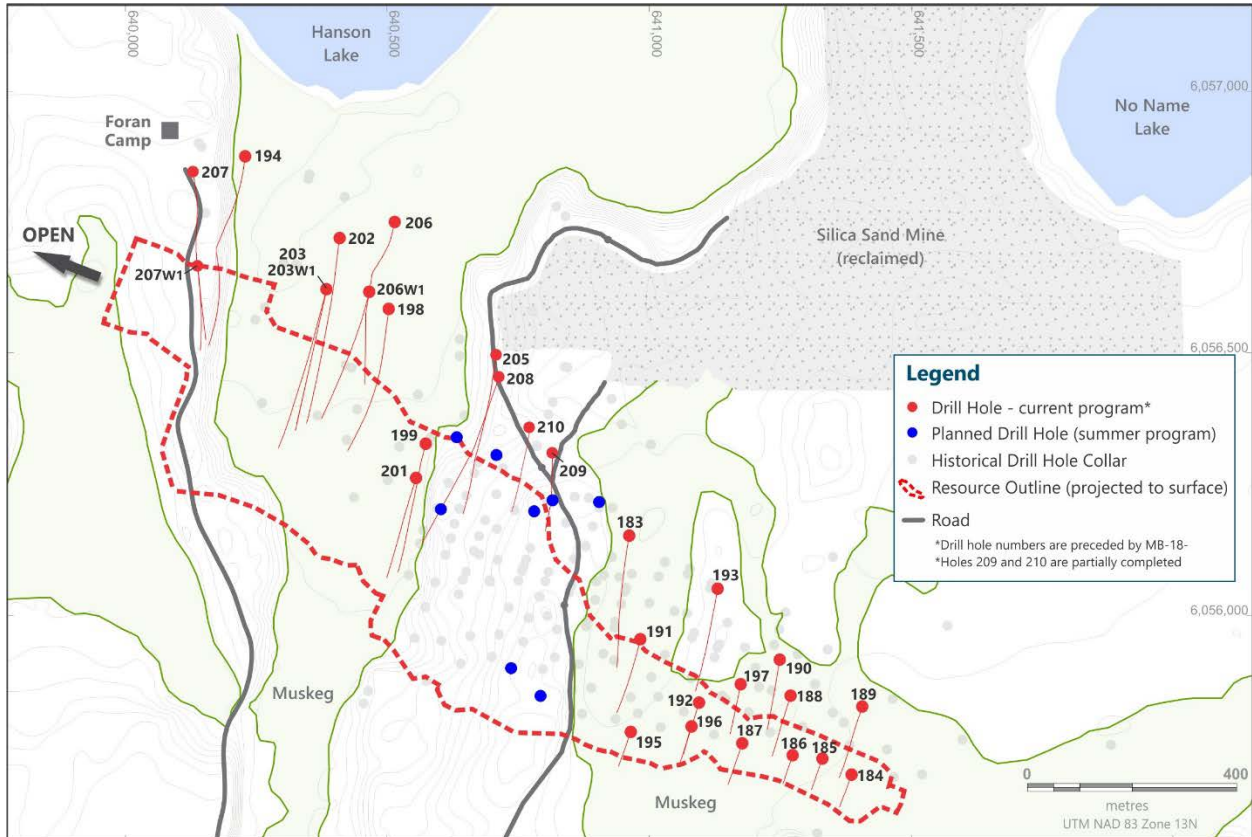 640,000
640,500
641,000
641,500
Hanson
Lake
6,057,000
No Name
Lake
Foran
Camp
194
207
206
202
OPEN
Silica Sand Mine
(reclaimed)
203
203W1
207W1
206W1
198
6,056,500
205
208
Legend
Drill Hole - current program*
Planned Drill Hole (summer program)
Historical Drill Hole Collar
Resource Outline (projected to surface)
Road
*Drill hole numbers are preceded by MB-18-
*Holes 209 and 210 are partially completed
210
199
209
201
183
193
6,056,000
191
190
197
Muskeg
188
192
189
196
195
187
186
185
184
Muskeg
0
400
metres
UTM NAD 83 Zone 13N